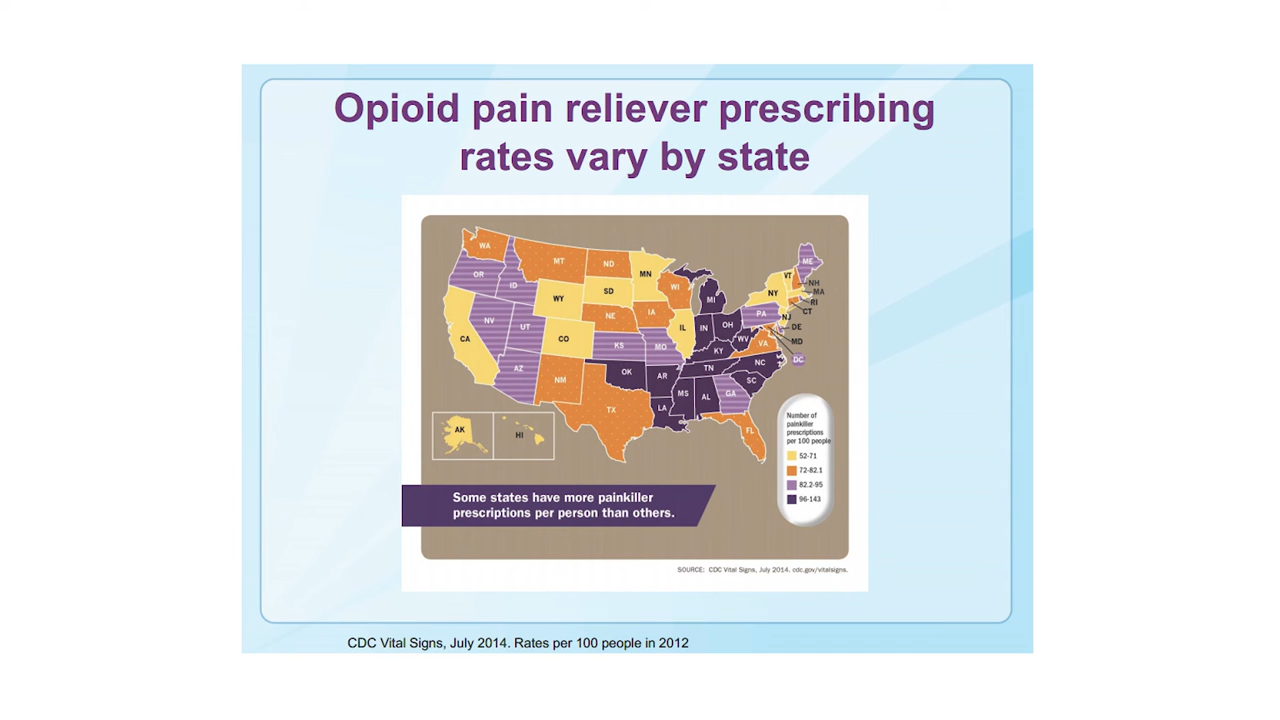 Opioid pain reliever prescribing
rates vary by state
WA
MT
ND
MN
OR
ID
WY
SD
WI
MI
VT
ME
NH
MA
NY
RI
CT
NV
UT
CO
NE
IA
IL
IN
OH
PA
NJ
DE
MD
DC
CA
AZ
NM
KS
MO
KY
WV
VA
OK
AR
TN
NC
SC
TX
LA
MS
AL
GA
FL
AK
HI
Number of
painkiller
prescriptions
per 100 people
52-71
72-82.1
82.2-95
96-143
Some states have more painkiller
prescriptions per person than others.
SOURCE: CDC Vital Signs, July 2014. cdc.gov/vitalsigns.
CDC Vital Signs, July 2014. Rates per 100 people in 2012